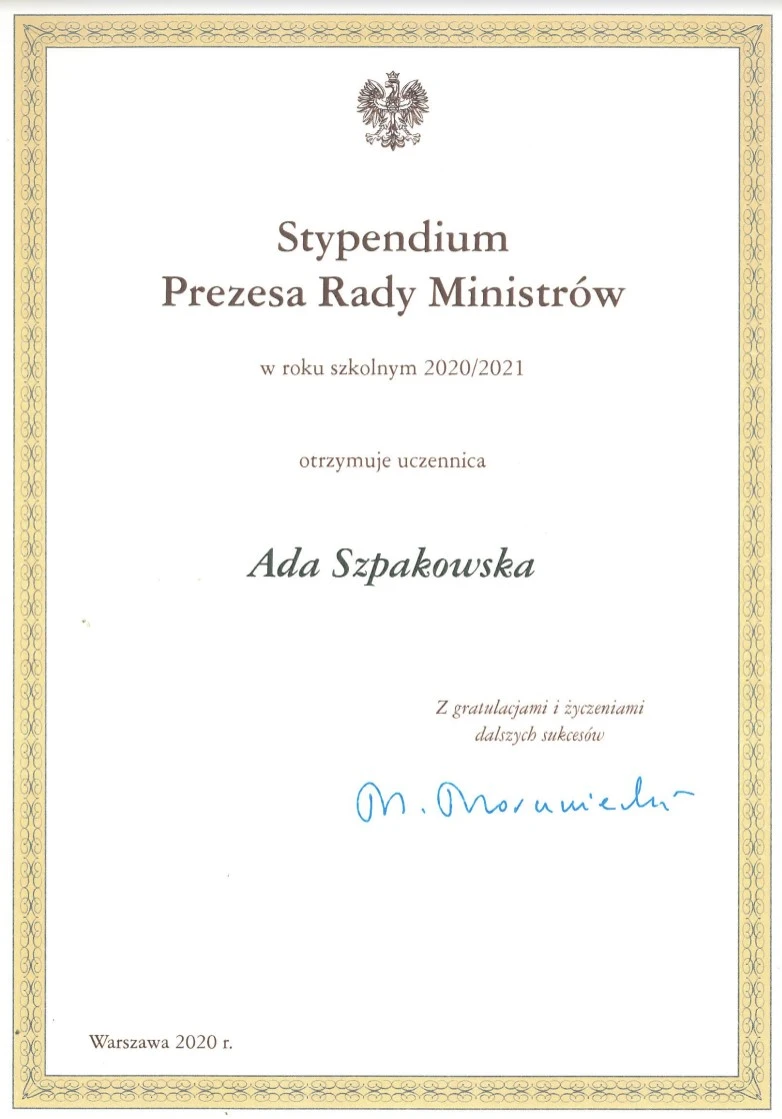 Stypendium
Prezesa Rady Ministrów
w roku szkolnym 2020/2021
otrzymuje uczennica
Ada Szpakowska
Z gratulacjami i życzeniami
dalszych sukcesów
M. Morawiecki
Warszawa 2020 r.